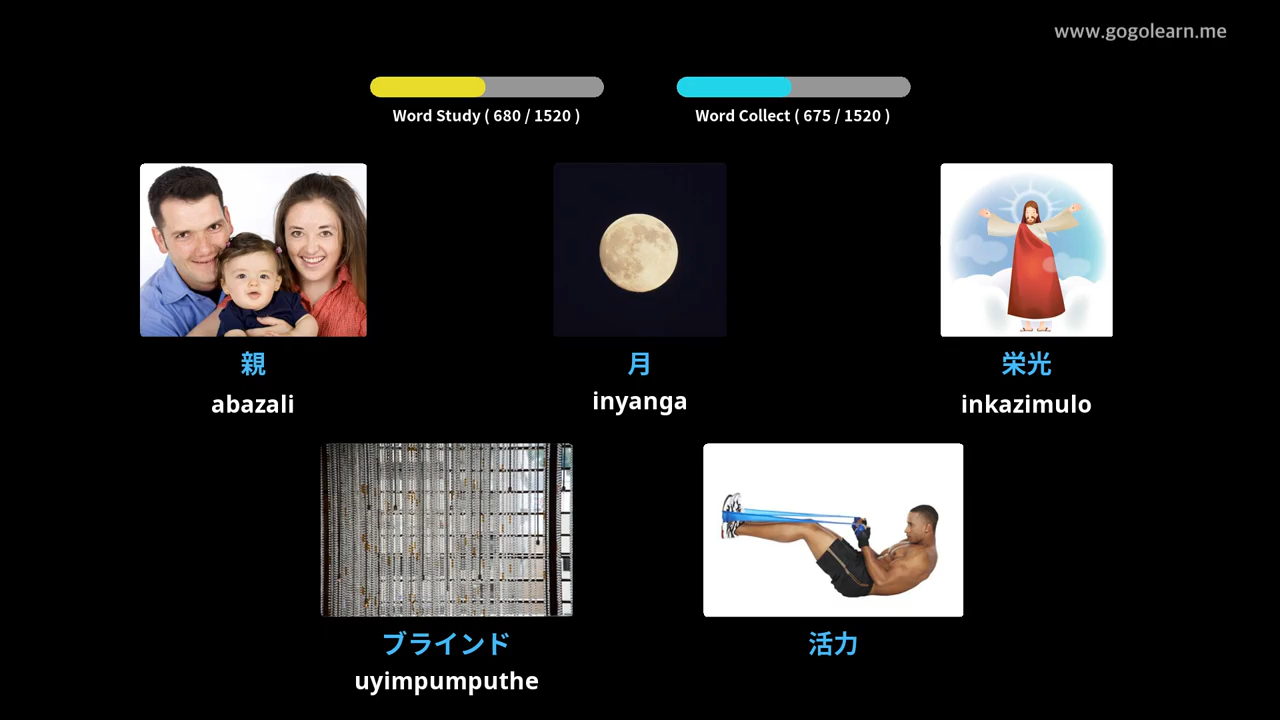 www.gogolearn.me
Word Study ( 680 / 1520 )
Word Collect ( 675 / 1520 )
親
月
栄光
abazali
inyanga
inkazimulo
ブラインド
活力
uyimpumputhe